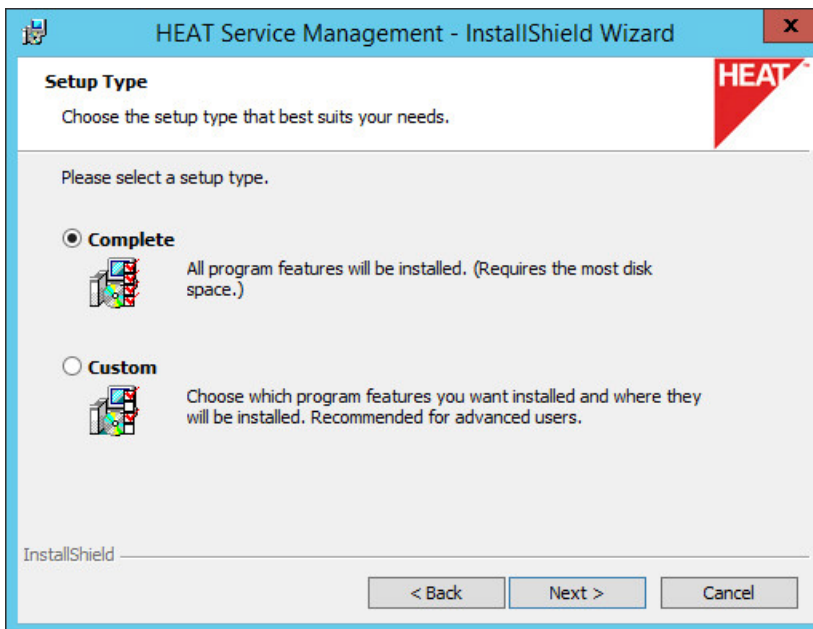 HEAT Service Management - InstallShield Wizard
x
Setup Type
HEAT™
Choose the setup type that best suits your needs.
Please select a setup type.
Complete
All program features will be installed. (Requires the most disk
space.)
Custom
Choose which program features you want installed and where they
will be installed. Recommended for advanced users.
InstallShield
< Back
Next >
Cancel